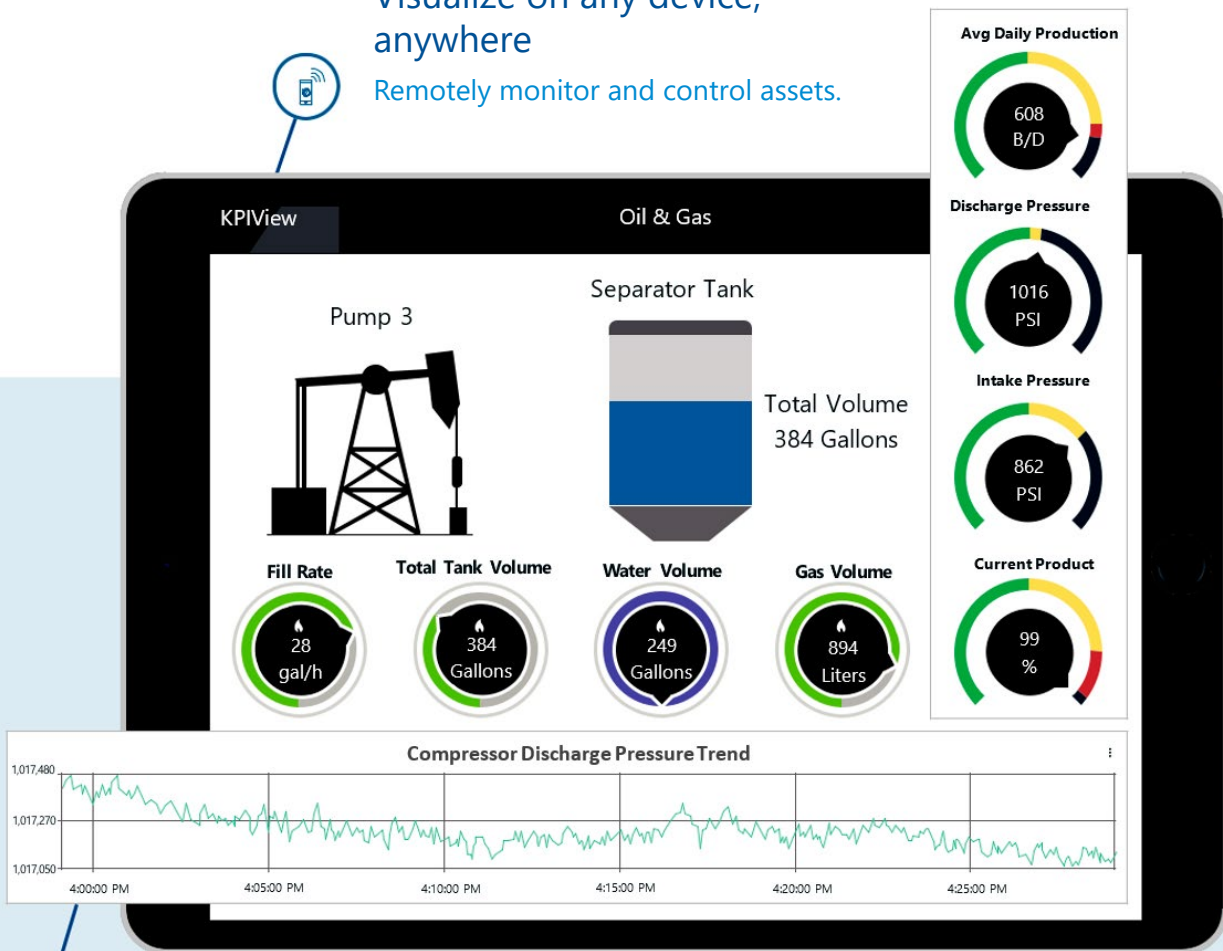 Visualize on any device,
anywhere
Remotely monitor and control assets.
KPIView
Oil & Gas
Pump 3
Separator Tank
Total Volume
384 Gallons
Fill Rate
28
gal/h
Total Tank Volume
384
Gallons
Water Volume
249
Gallons
Gas Volume
894
Liters
Avg Daily Production
608
B/D
Discharge Pressure
1016
PSI
Intake Pressure
862
PSI
Current Product
99
%
Compressor Discharge Pressure Trend
1,017,480
1,017,270
1,017,050
4:00:00 PM
4:05:00 PM
4:10:00 PM
4:15:00 PM
4:20:00 PM
4:25:00 PM